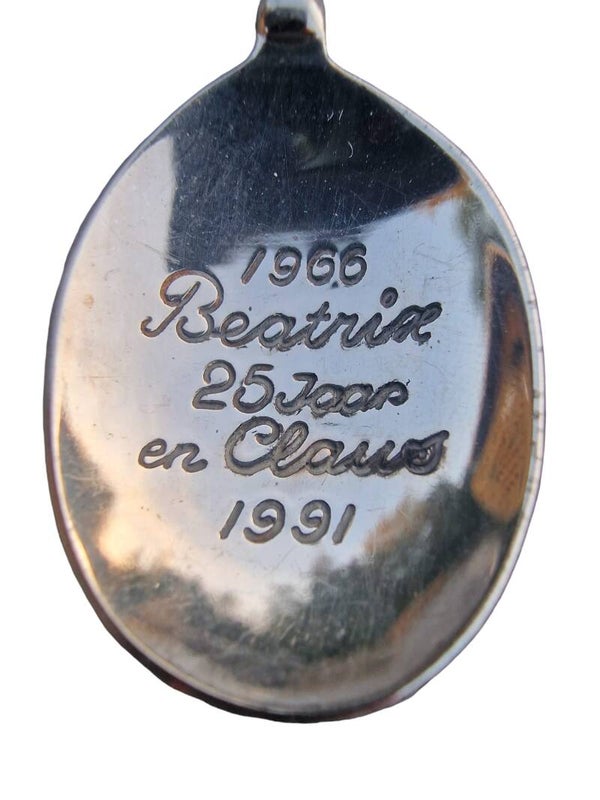 1966
Beatrix
25 Jaar
en Claus
1991